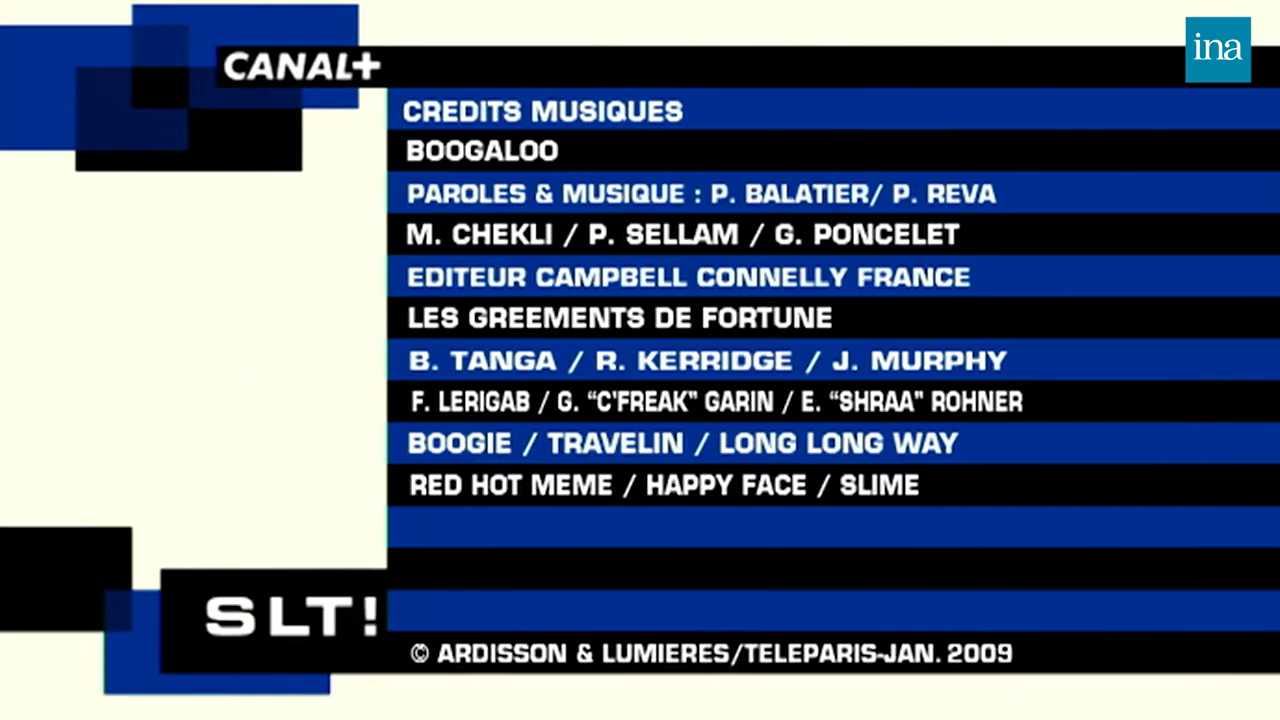 ina
CANAL+
CREDITS MUSIQUES
BOOGALOO
PAROLES & MUSIQUE : P. BALATIER/ P. REVA
M. CHEKLI / P. SELLAM / G. PONCELET
EDITEUR CAMPBELL CONNELLY FRANCE
LES GREEMENTS DE FORTUNE
B. TANGA / R. KERRIDGE / J. MURPHY
F. LERIGAB / G. “C’FREAK” GARIN / E. “SHRAA” ROHNER
BOOGIE / TRAVELIN / LONG LONG WAY
RED HOT MEME / HAPPY FACE / SLIME
SLT!
© ARDISSON & LUMIERES/TELEPARIS-JAN. 2009